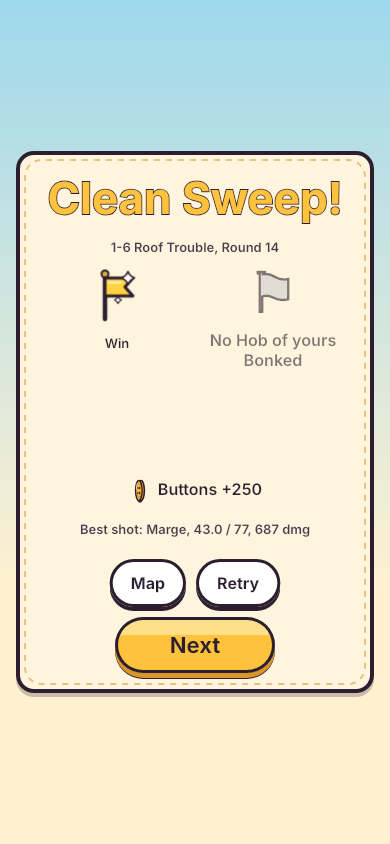 Clean Sweep!
1-6 Roof Trouble, Round 14
Win
No Hob of yours
Bonked
Buttons +250
Best shot: Marge, 43.0 / 77, 687 dmg
Map
Retry
Next